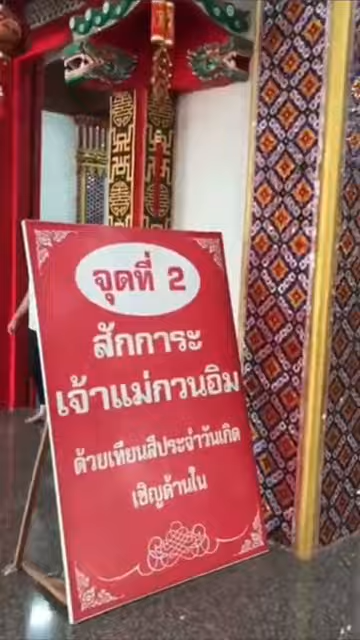 จุดที่ 2
สักการะ
เจ้าแม่กวนอิม
ด้วยเทียนสีประจำวันเกิด
เชิญด้านใน